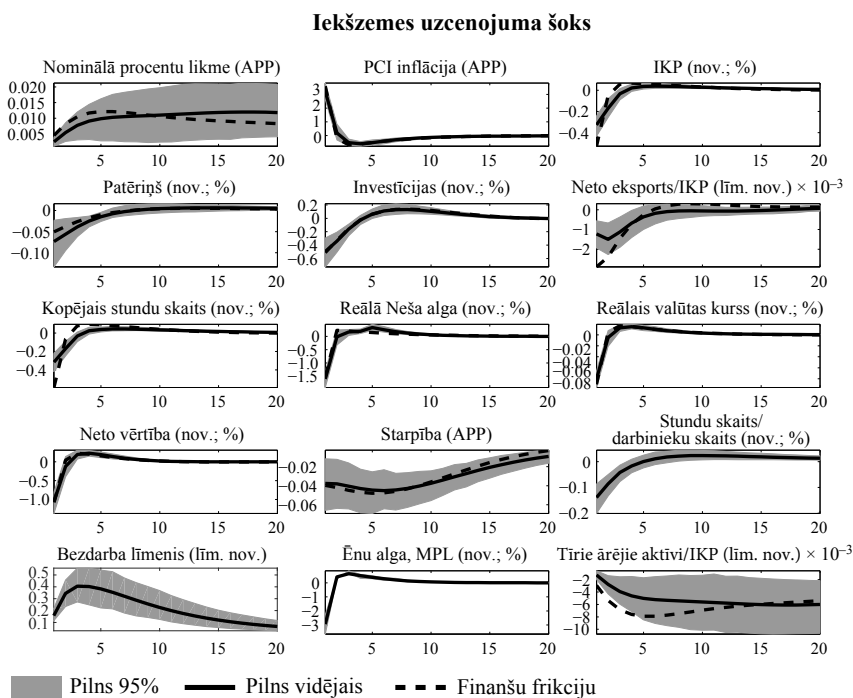 Iekšzemes uzcenojuma šoks
Nominālā procentu likme (APP)
0.020
0.015
0.010
0.005
5 10 15 20
PCI inflācija (APP)
3
2
1
0
5 10 15 20
IKP (nov.; %)
0
−0.2
−0.4
5 10 15 20
Patēriņš (nov.; %)
0
−0.05
−0.10
5 10 15 20
Investīcijas (nov.; %)
0.2
0
−0.2
−0.4
−0.6
5 10 15 20
Neto eksports/IKP (līm. nov.) × 10⁻³
0
−1
−2
5 10 15 20
Kopējais stundu skaits (nov.; %)
0
−0.2
−0.4
5 10 15 20
Reālā Neša alga (nov.; %)
0
−0.5
−1.0
−1.5
5 10 15 20
Reālais valūtas kurss (nov.; %)
0
−0.02
−0.04
−0.06
−0.08
5 10 15 20
Neto vērtība (nov.; %)
0
−0.5
−1.0
5 10 15 20
Starpība (APP)
−0.02
−0.04
−0.06
5 10 15 20
Stundu skaits/
darbinieku skaits (nov.; %)
0
−0.1
−0.2
5 10 15 20
Bezdarba līmenis (līm. nov.)
0.5
0.4
0.3
0.2
0.1
5 10 15 20
Ēnu alga, MPL (nov.; %)
0
−1
−2
−3
5 10 15 20
Tīrie ārējie aktīvi/IKP (līm. nov.) × 10⁻³
−2
−4
−6
−8
−10
5 10 15 20
Pilns 95% Pilns vidējais Finanšu frikciju